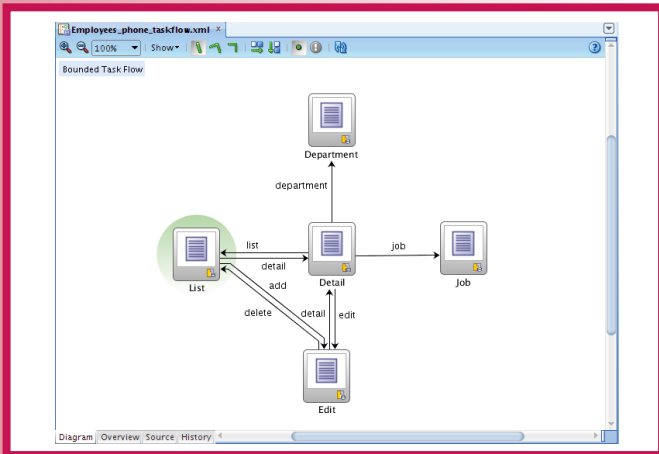 Employees_phone_taskflow.xml ×
100% Show
Bounded Task Flow
Department
department
list
job
detail
List
Detail
Job
add
delete
detail
edit
Edit
Diagram Overview Source History